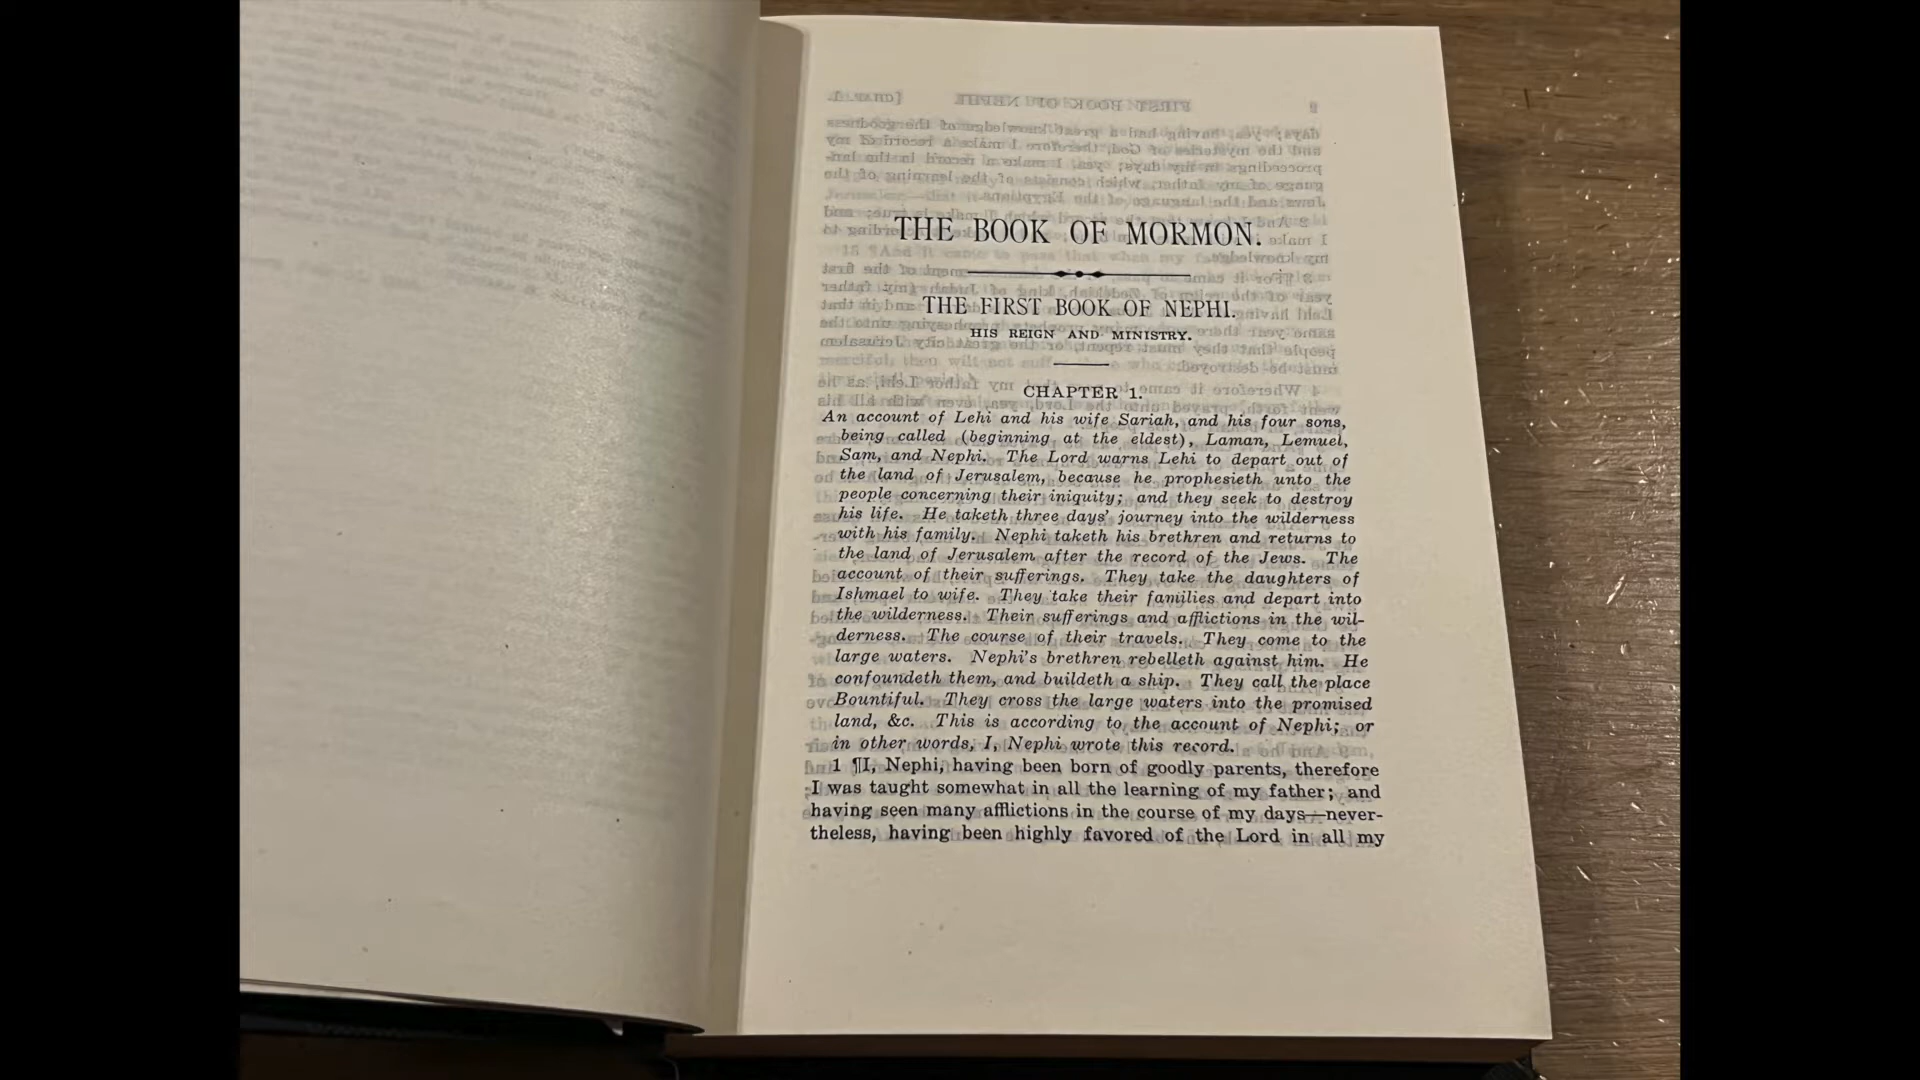 THE BOOK OF MORMON.
THE FIRST BOOK OF NEPHI.
HIS REIGN AND MINISTRY.
CHAPTER 1.
An account of Lehi and his wife Sariah, and his four sons,
being called (beginning at the eldest), Laman, Lemuel,
Sam, and Nephi. The Lord warns Lehi to depart out of
the land of Jerusalem, because he prophesieth unto the
people concerning their iniquity; and they seek to destroy
his life. He taketh three days' journey into the wilderness
with his family. Nephi taketh his brethren and returns to
the land of Jerusalem after the record of the Jews. The
account of their sufferings. They take the daughters of
Ishmael to wife. They take their families and depart into
the wilderness. Their sufferings and afflictions in the wil-
derness. The course of their travels. They come to the
large waters. Nephi's brethren rebelleth against him. He
confoundeth them, and buildeth a ship. They call the place
Bountiful. They cross the large waters into the promised
land, &c. This is according to the account of Nephi; or
in other words, I, Nephi wrote this record.
1 ¶I, Nephi, having been born of goodly parents, therefore
I was taught somewhat in all the learning of my father; and
having seen many afflictions in the course of my days—never-
theless, having been highly favored of the Lord in all my